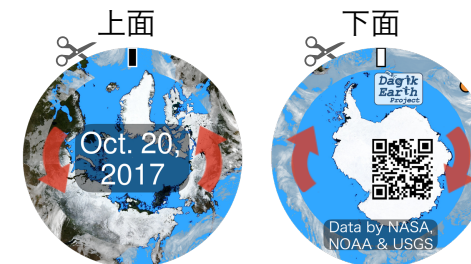 上面
下面
Oct. 20,
2017
Dagik
Earth
Project
Data by NASA,
NOAA & USGS